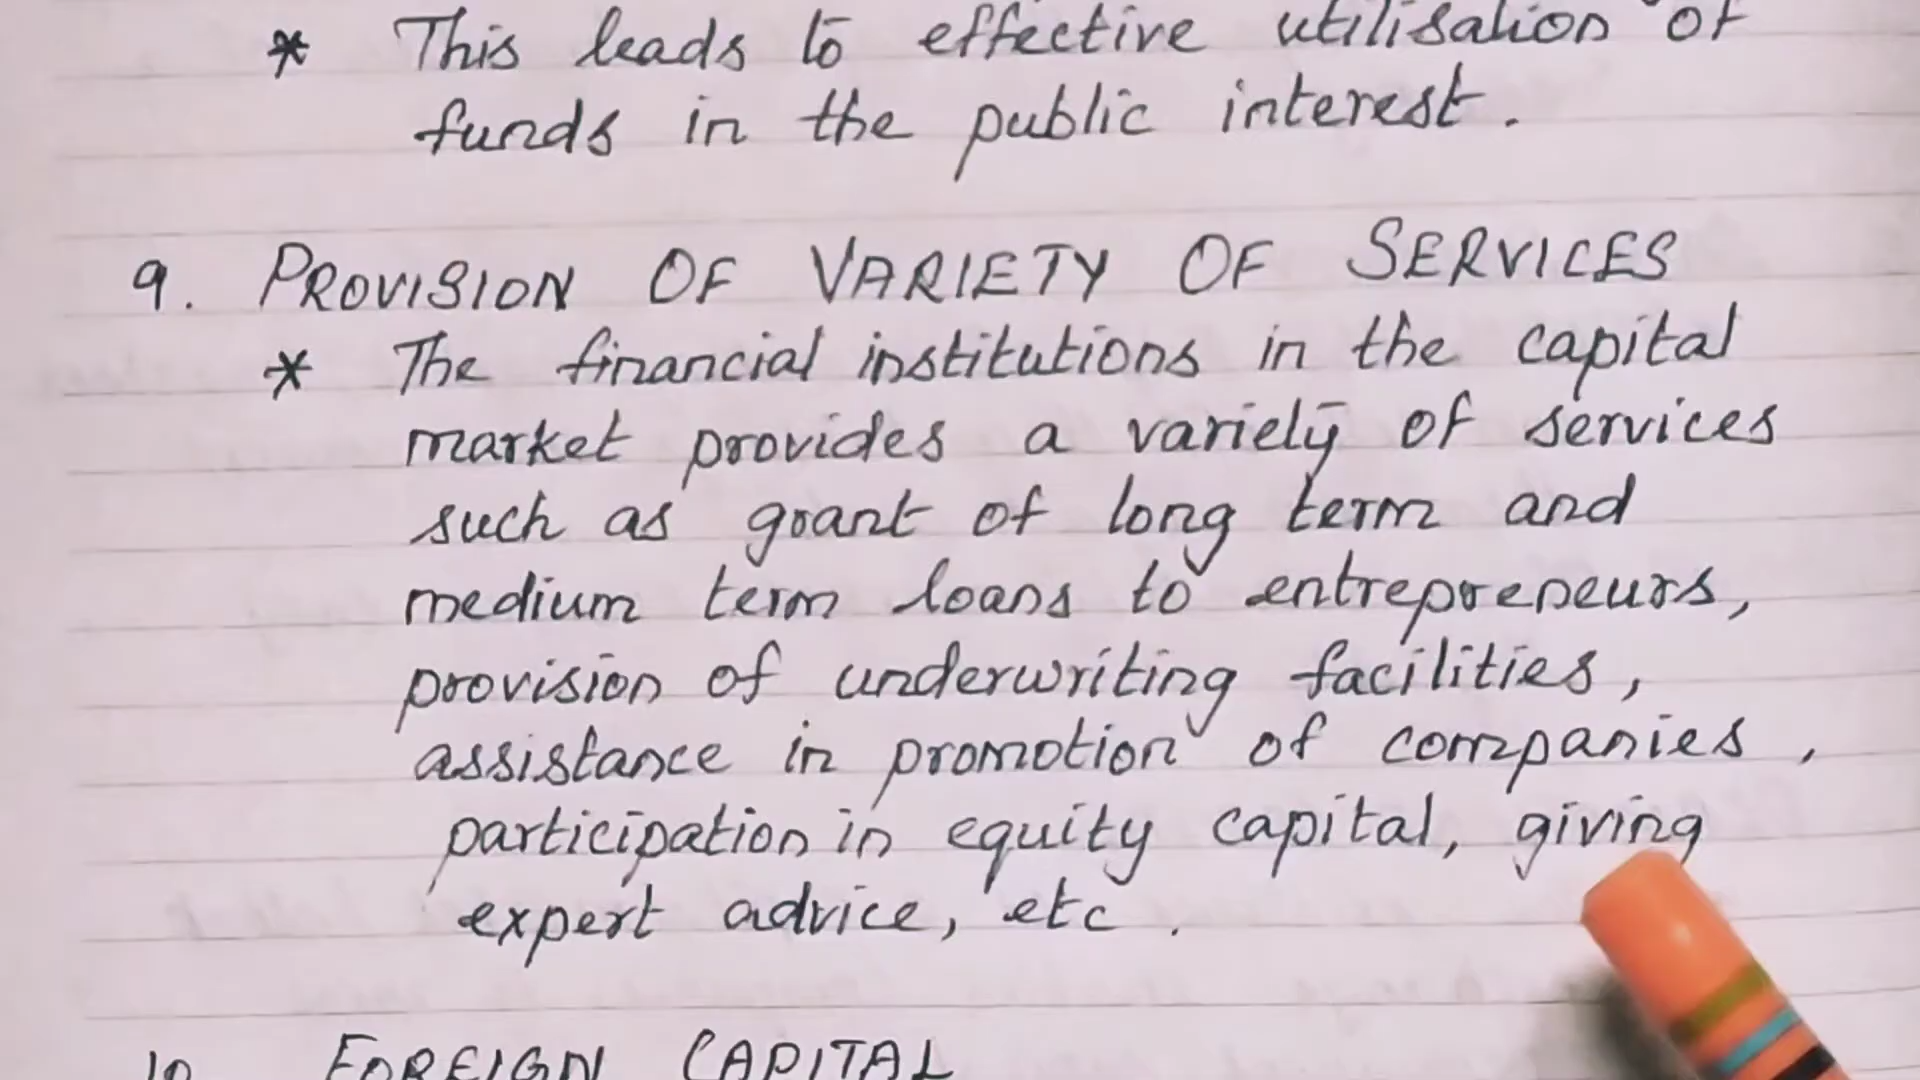 * This leads to effective utilisation of
funds in the public interest.
9. PROVISION OF VARIETY OF SERVICES
* The financial institutions in the capital
market provides a variety of services
such as grant of long term and
medium term loans to entrepreneurs,
provision of underwriting facilities,
assistance in promotion of companies,
participation in equity capital, giving
expert advice, etc.
10 FOREIGN CAPITAL